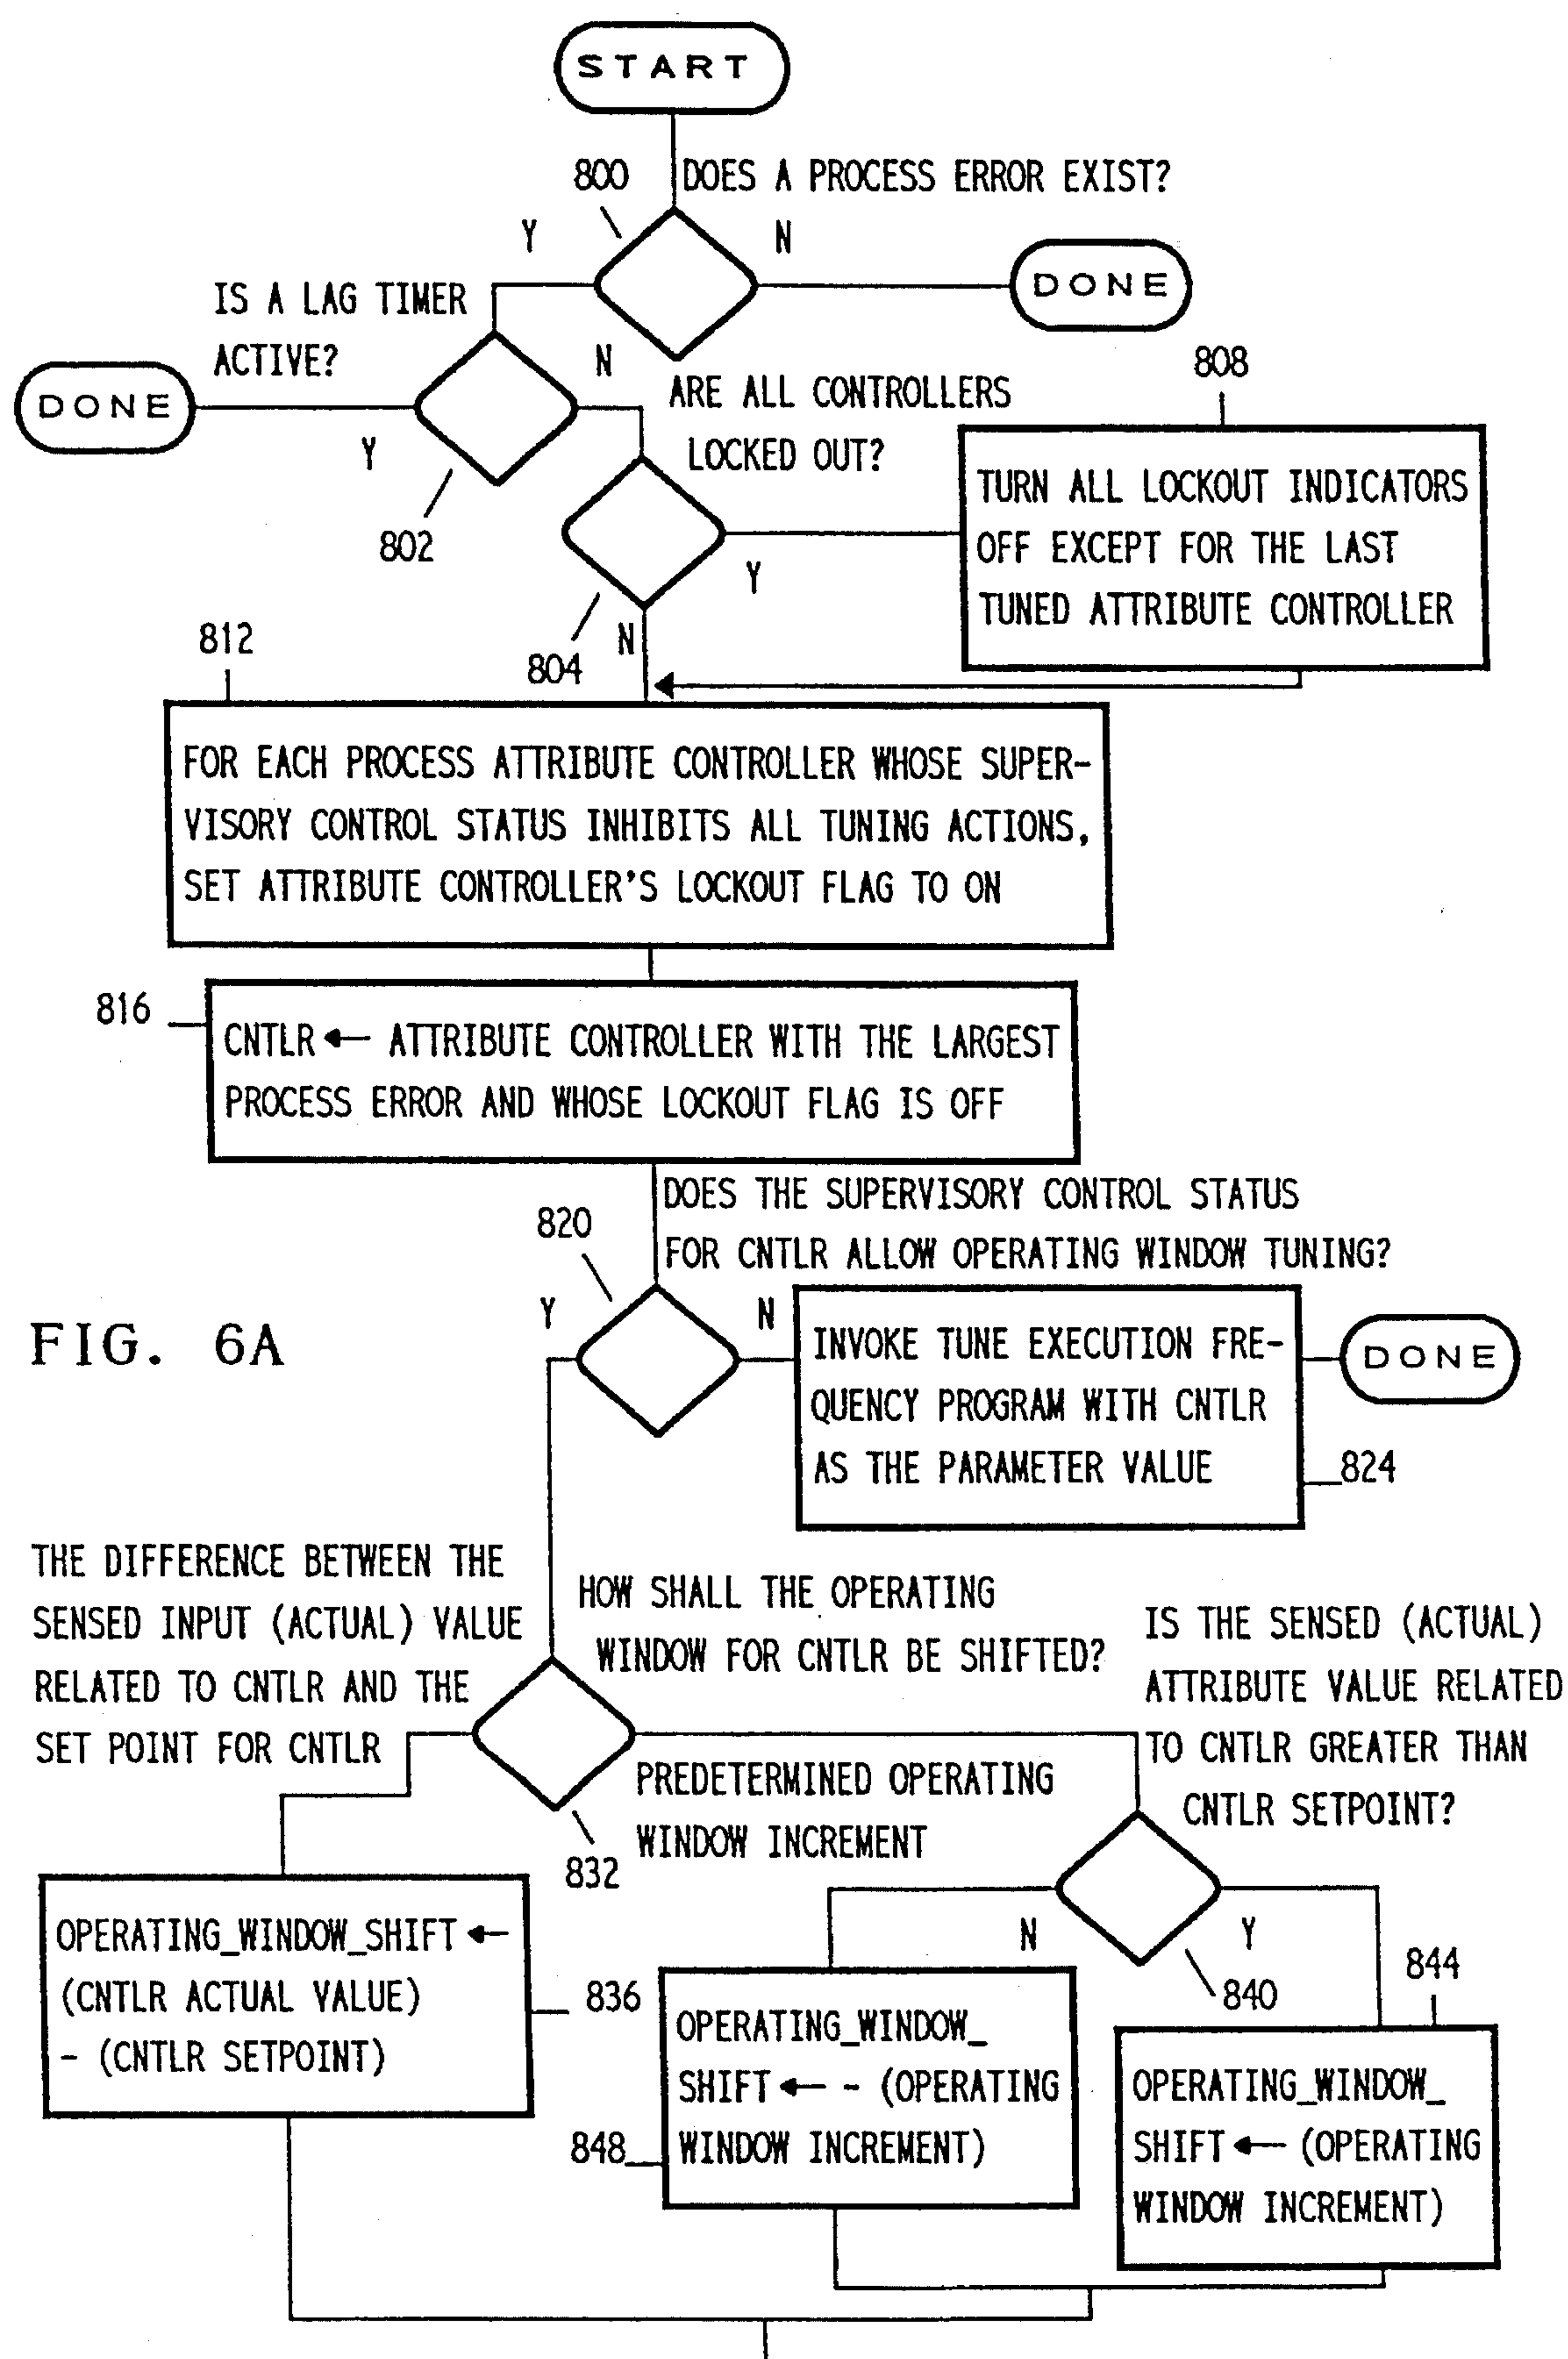 START
800
DOES A PROCESS ERROR EXIST?
Y
N
DONE
IS A LAG TIMER
ACTIVE?
DONE
Y
N
802
ARE ALL CONTROLLERS
LOCKED OUT?
808
TURN ALL LOCKOUT INDICATORS
OFF EXCEPT FOR THE LAST
TUNED ATTRIBUTE CONTROLLER
Y
804
N
812
FOR EACH PROCESS ATTRIBUTE CONTROLLER WHOSE SUPER-
VISORY CONTROL STATUS INHIBITS ALL TUNING ACTIONS,
SET ATTRIBUTE CONTROLLER'S LOCKOUT FLAG TO ON
816
CNTLR ← ATTRIBUTE CONTROLLER WITH THE LARGEST
PROCESS ERROR AND WHOSE LOCKOUT FLAG IS OFF
DOES THE SUPERVISORY CONTROL STATUS
FOR CNTLR ALLOW OPERATING WINDOW TUNING?
820
Y
N
INVOKE TUNE EXECUTION FRE-
QUENCY PROGRAM WITH CNTLR
AS THE PARAMETER VALUE
824
DONE
FIG. 6A
THE DIFFERENCE BETWEEN THE
SENSED INPUT (ACTUAL) VALUE
RELATED TO CNTLR AND THE
SET POINT FOR CNTLR
HOW SHALL THE OPERATING
WINDOW FOR CNTLR BE SHIFTED?
IS THE SENSED (ACTUAL)
ATTRIBUTE VALUE RELATED
TO CNTLR GREATER THAN
CNTLR SETPOINT?
PREDETERMINED OPERATING
WINDOW INCREMENT
832
OPERATING_WINDOW_SHIFT ←
(CNTLR ACTUAL VALUE)
- (CNTLR SETPOINT)
836
N
Y
840
844
OPERATING_WINDOW_
SHIFT ← - (OPERATING
WINDOW INCREMENT)
848
OPERATING_WINDOW_
SHIFT ← (OPERATING
WINDOW INCREMENT)